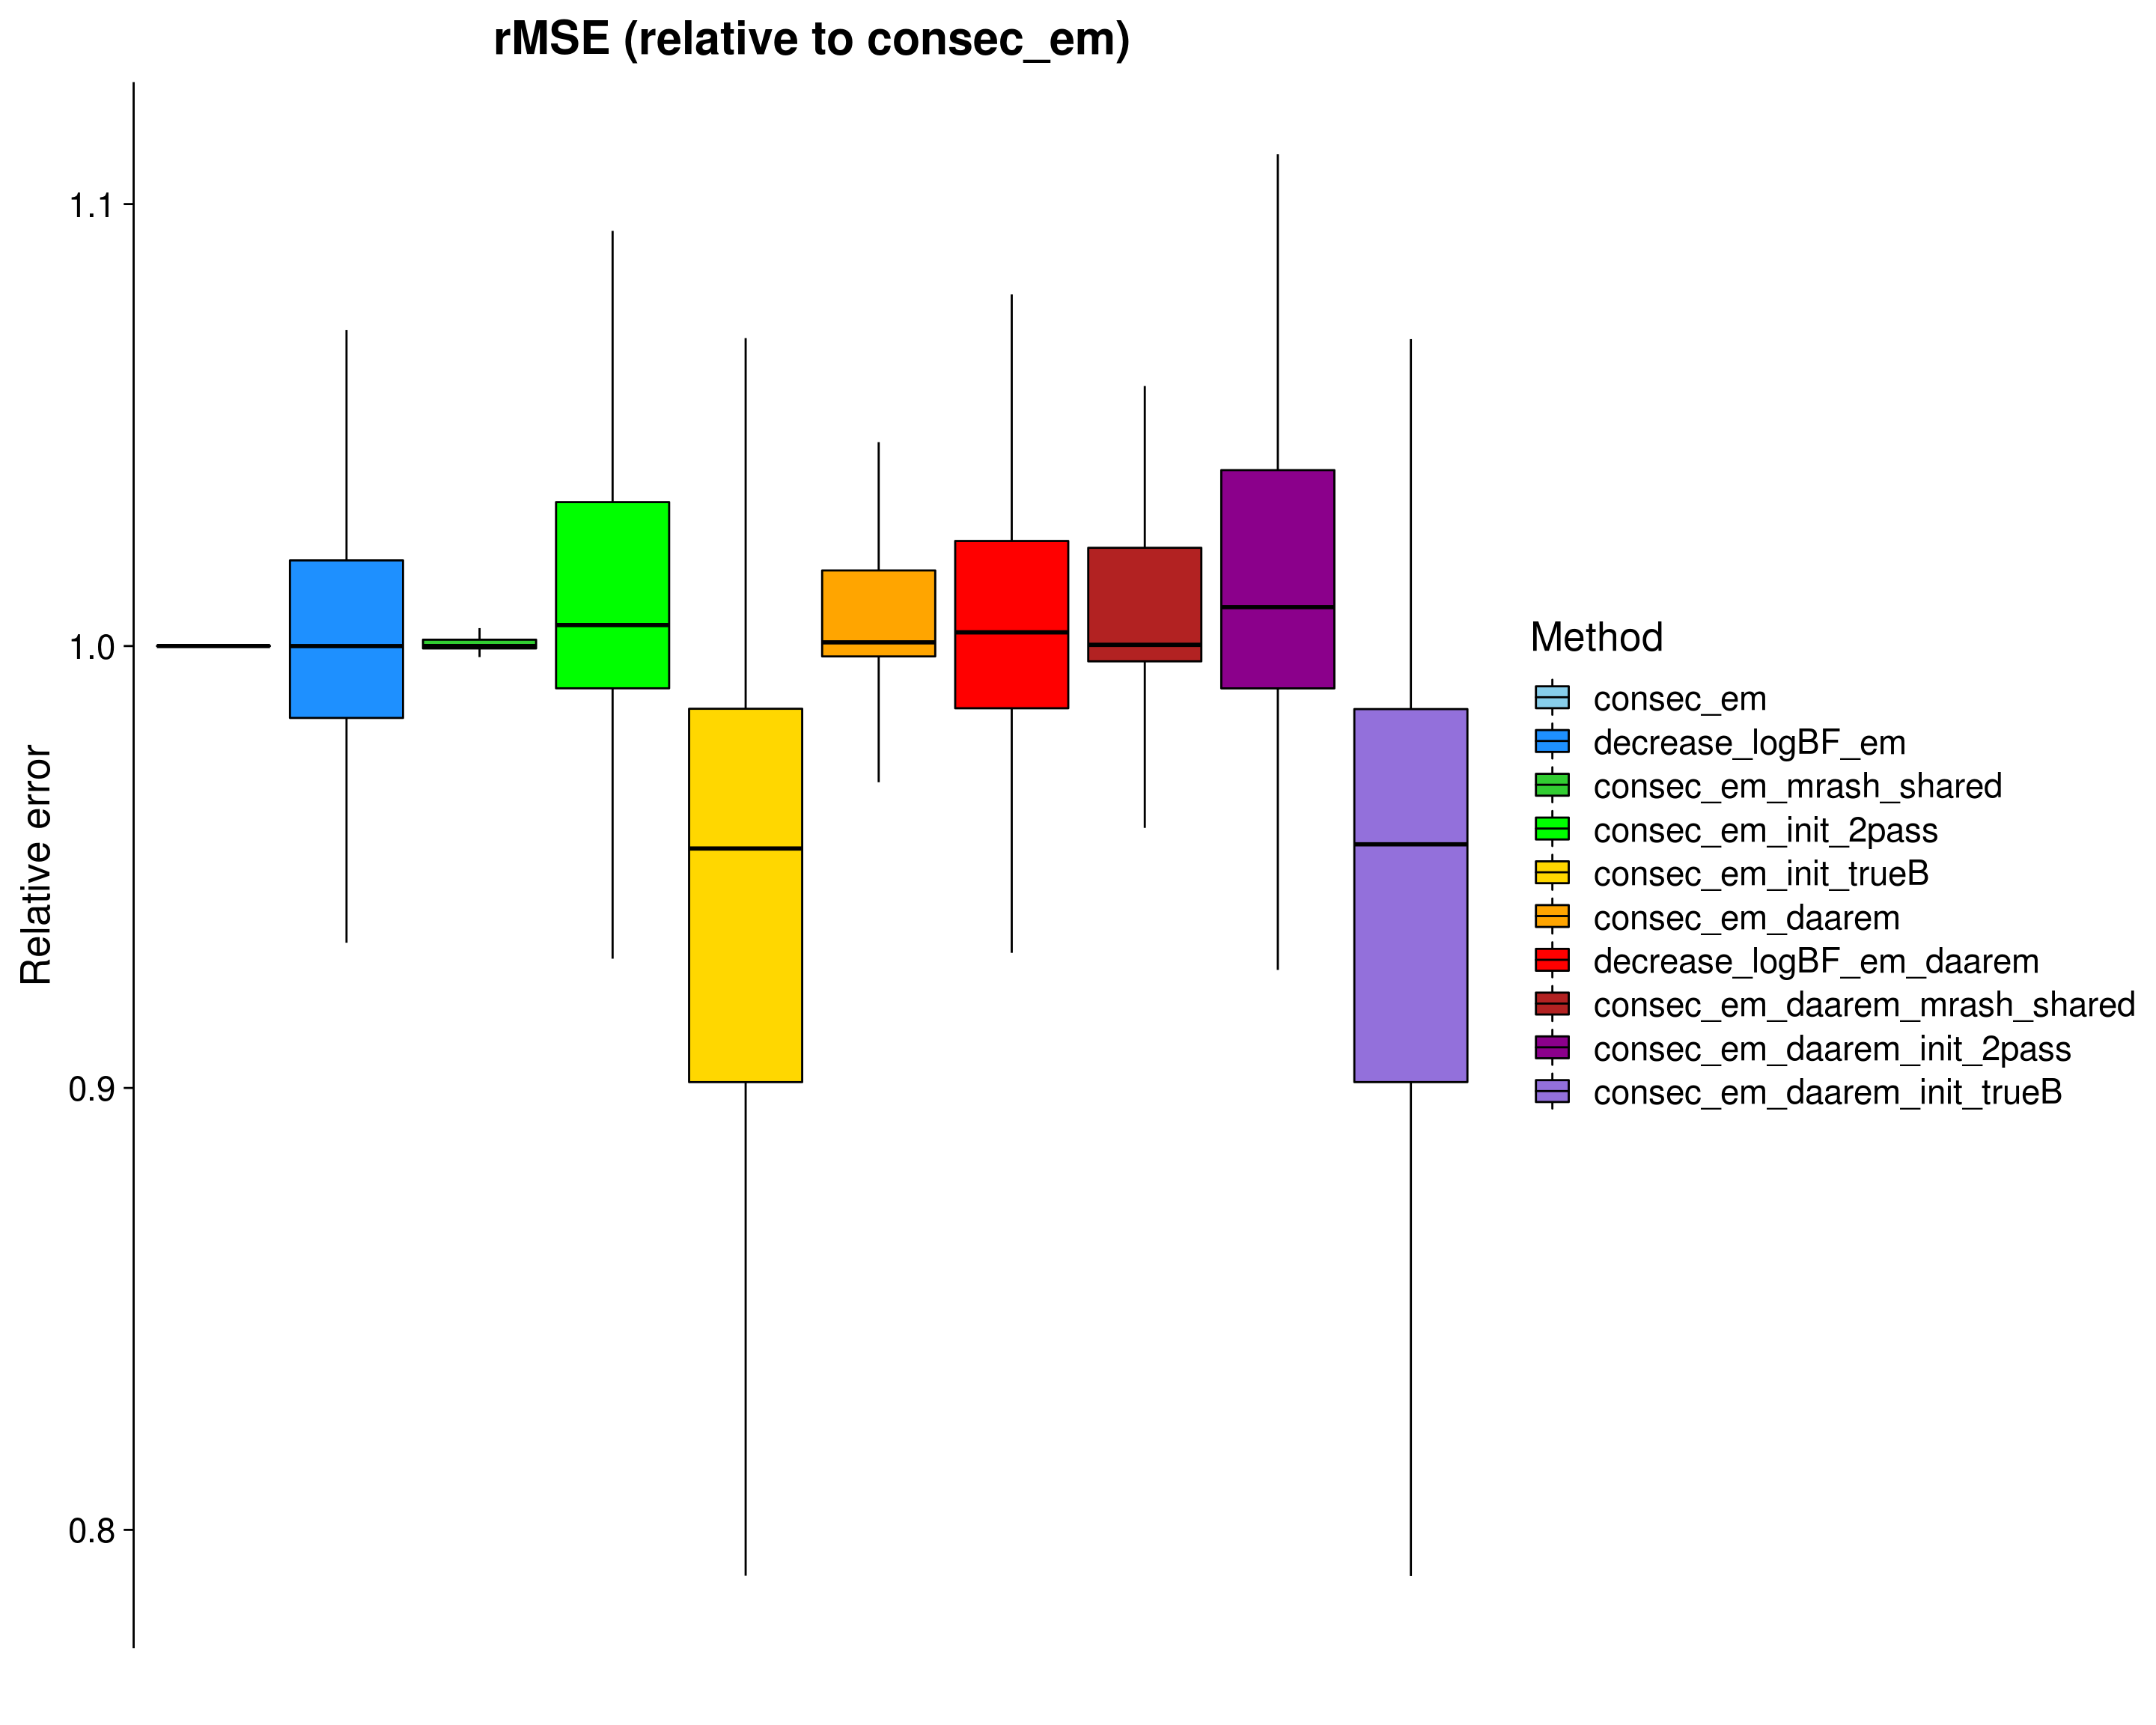 rMSE (relative to consec_em)
Relative error
1.1
1.0
0.9
0.8
Method
consec_em
decrease_logBF_em
consec_em_mrash_shared
consec_em_init_2pass
consec_em_init_trueB
consec_em_daarem
decrease_logBF_em_daarem
consec_em_daarem_mrash_shared
consec_em_daarem_init_2pass
consec_em_daarem_init_trueB